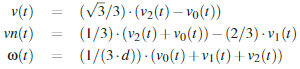 v(t) = (√3/3)·(v₂(t) − v₀(t))
vn(t) = (1/3)·(v₂(t) + v₀(t)) − (2/3)·v₁(t)
ω(t) = (1/(3·d))·(v₀(t) + v₁(t) + v₂(t))